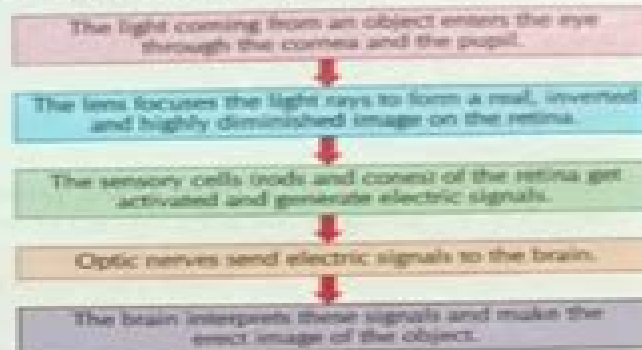 The light coming from an object enters the eye
through the cornea and the pupil.
The lens focuses the light rays to form a real, inverted
and highly diminished image on the retina.
The sensory cells (rods and cones) of the retina get
activated and generate electric signals.
Optic nerves send electric signals to the brain.
The brain interprets these signals and make the
erect image of the object.